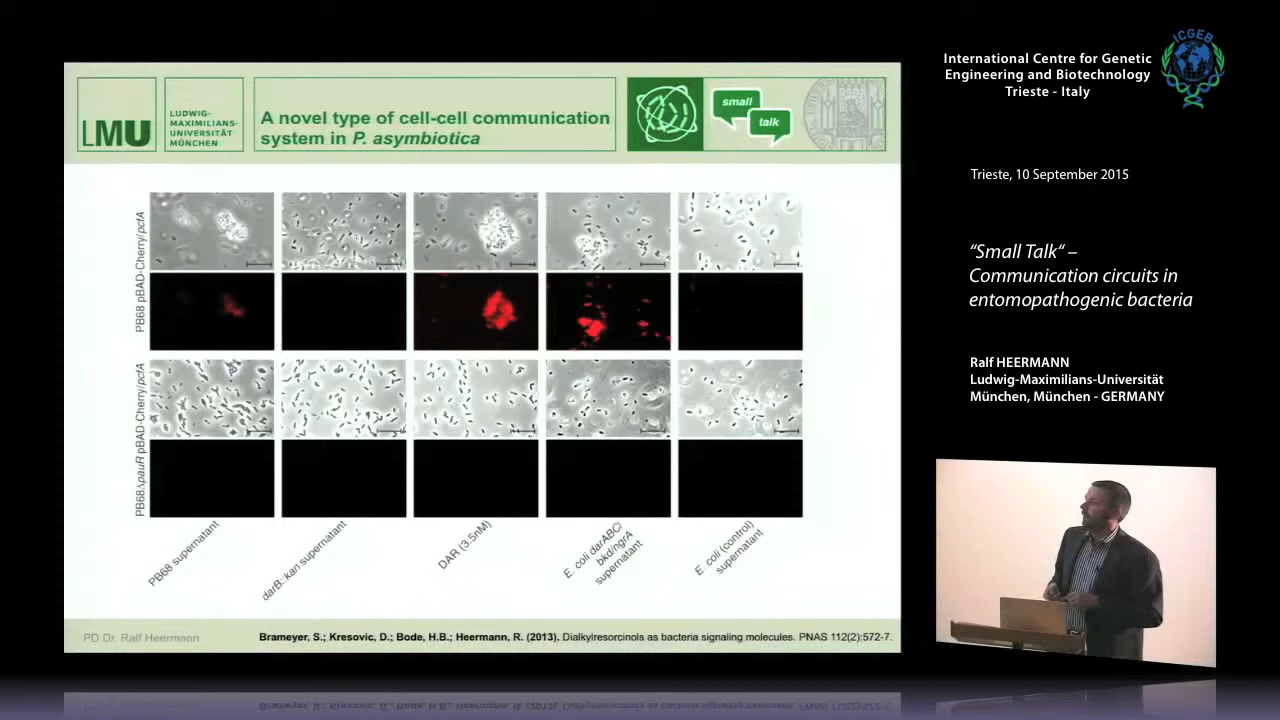 LMU
LUDWIG-
MAXIMILIANS-
UNIVERSITÄT
MÜNCHEN
A novel type of cell-cell communication
system in P. asymbiotica
small
talk
PB68 pBAD-Cherry/pcfA
PB68ΔpauR pBAD-Cherry/pcfA
PB68 supernatant
darB::kan supernatant
DAR (3.5nM)
E. coli darABC/
bkd/ngrA
supernatant
E. coli (control)
supernatant
PD Dr. Ralf Heermann
Brameyer, S.; Kresovic, D.; Bode, H.B.; Heermann, R. (2013). Dialkylresorcinols as bacteria signaling molecules. PNAS 112(2):572-7.
International Centre for Genetic
Engineering and Biotechnology
Trieste - Italy
ICGEB
Trieste, 10 September 2015
“Small Talk“ –
Communication circuits in
entomopathogenic bacteria
Ralf HEERMANN
Ludwig-Maximilians-Universität
München, München - GERMANY